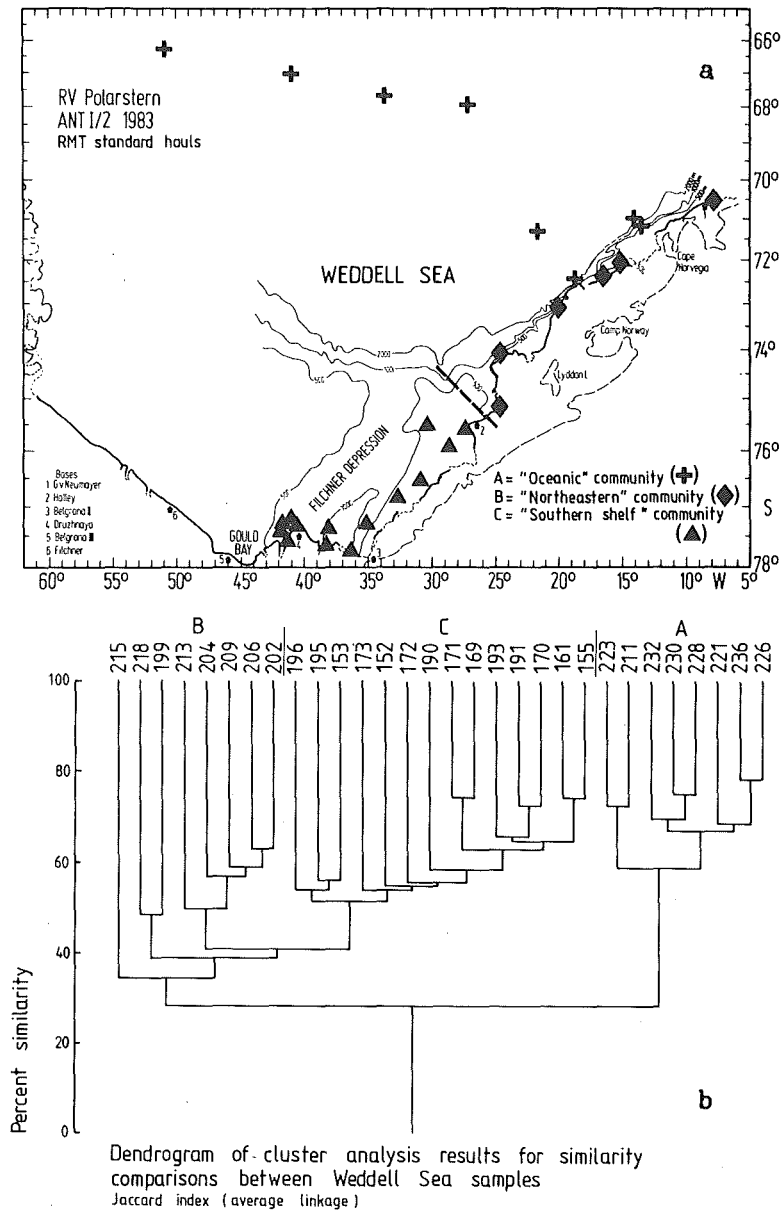 a
66°
68°
70°
72°
74°
76°
S
78°
RV Polarstern
ANT I/2 1983
RMT standard hauls
WEDDELL SEA
Cape
Norvegia
Camp Norway
Lyddan I.
FILCHNER DEPRESSION
GOULD
BAY
Bases
1 G.v.Neumayer
2 Halley
3 Belgrano I
4 Druzhnaya
5 Belgrano II
6 Filchner
2
3
5
6
A = "Oceanic" community
B = "Northeastern" community
C = "Southern shelf" community
60° 55° 50° 45° 40° 35° 30° 25° 20° 15° 10° W 5°
B C A
215 218 199 213 204 209 206 202 196 195 153 173 152 172 190 171 169 193 191 170 161 155 223 211 232 230 228 221 236 226
100
80
60
40
20
0
Percent similarity
b
Dendrogram of cluster analysis results for similarity
comparisons between Weddell Sea samples
Jaccard index (average linkage)